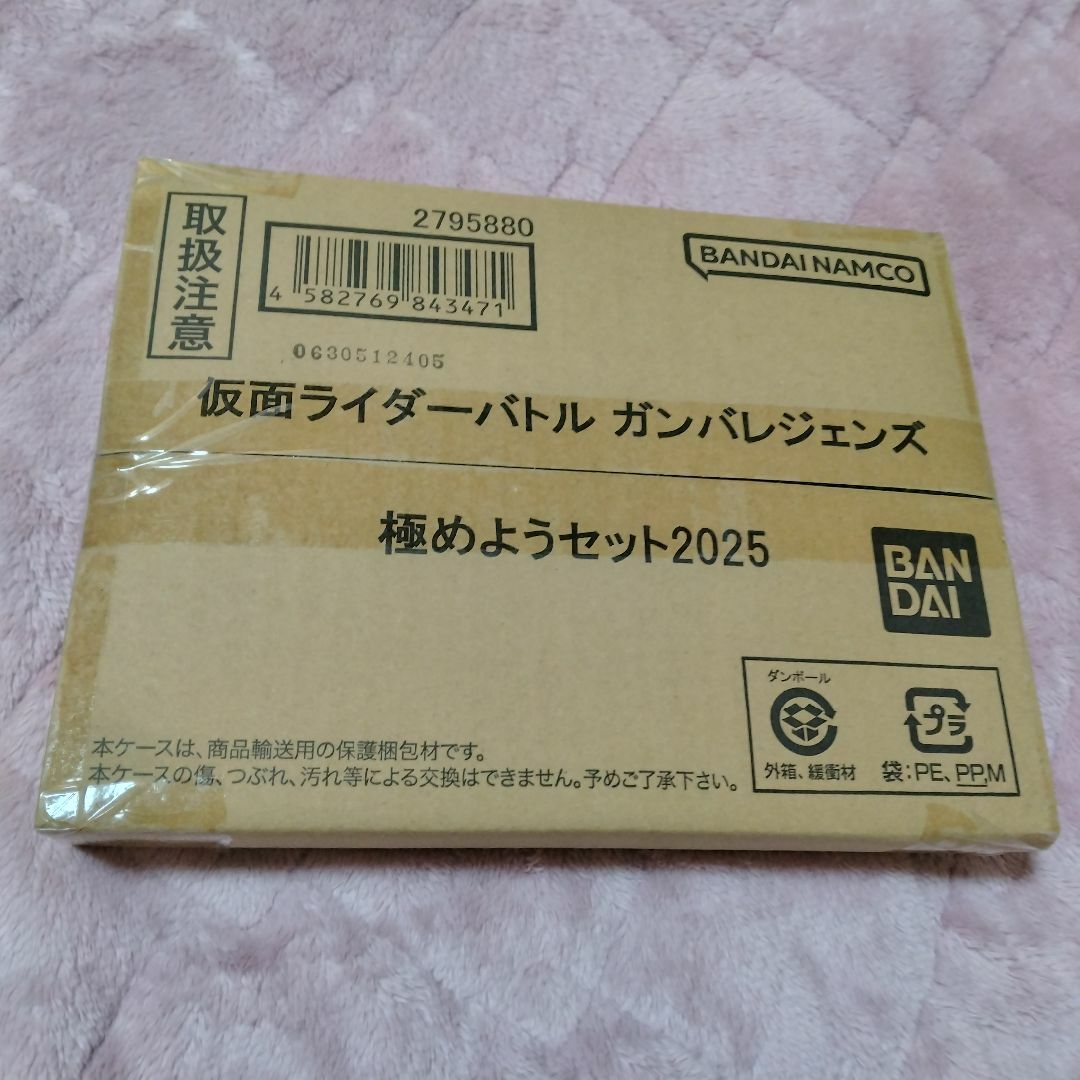 取扱注意
2795880
4 582769 843471
0630512405
BANDAI NAMCO
仮面ライダーバトル ガンバレジェンズ
極めようセット2025
BAN
DAI
ダンボール
プラ
外箱、緩衝材
袋:PE、PP,M
本ケースは、商品輸送用の保護梱包材です。
本ケースの傷、つぶれ、汚れ等による交換はできません。予めご了承下さい。